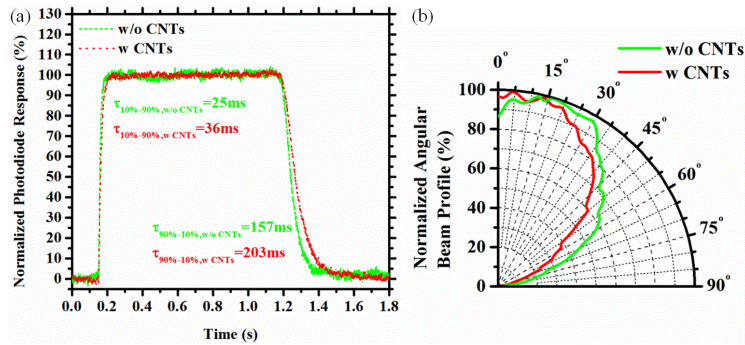 (a)
130
120
110
100
90
80
70
60
50
40
30
20
10
0
Normalized Photodiode Response (%)
w/o CNTs
w CNTs
τ10%-90%,w/o CNTs=25ms
τ10%-90%,w CNTs=36ms
τ90%-10%,w/o CNTs=157ms
τ90%-10%,w CNTs=203ms
0.0 0.2 0.4 0.6 0.8 1.0 1.2 1.4 1.6 1.8
Time (s)
(b)
w/o CNTs
w CNTs
0° 15° 30° 45° 60° 75° 90°
100
80
60
40
20
0
Normalized Angular
Beam Profile (%)